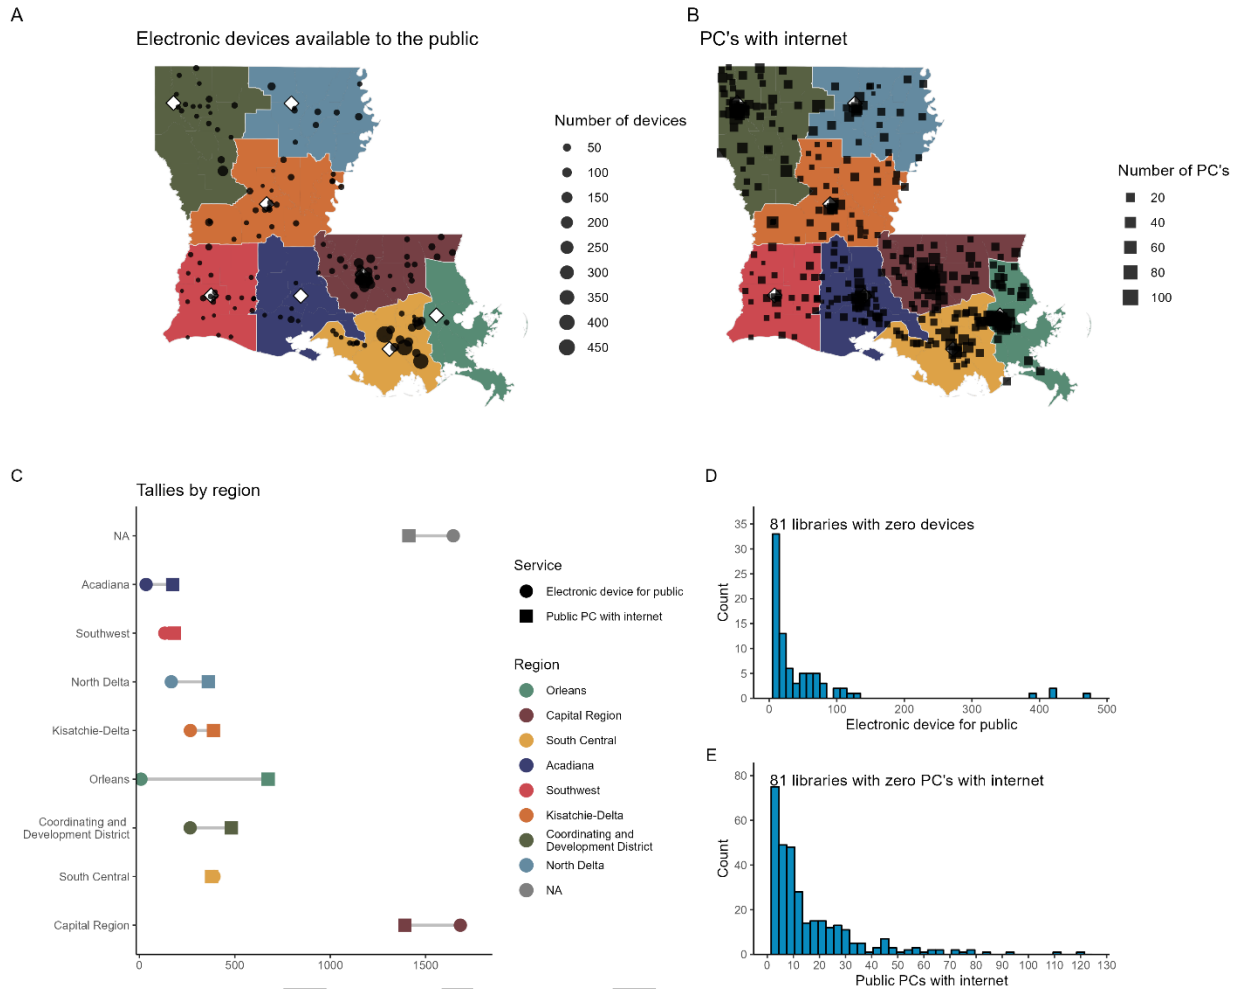 A
Electronic devices available to the public
Number of devices
50
100
150
200
250
300
350
400
450
B
PC's with internet
Number of PC's
20
40
60
80
100
C
Tallies by region
NA
Acadiana
Southwest
North Delta
Kisatchie-Delta
Orleans
Coordinating and
Development District
South Central
Capital Region
0 500 1000 1500
Service
Electronic device for public
Public PC with internet
Region
Orleans
Capital Region
South Central
Acadiana
Southwest
Kisatchie-Delta
Coordinating and
Development District
North Delta
NA
D
81 libraries with zero devices
Count
35
30
25
20
15
10
5
0
0 100 200 300 400 500
Electronic device for public
E
81 libraries with zero PC's with internet
Count
80
60
40
20
0
0 10 20 30 40 50 60 70 80 90 100 110 120 130
Public PCs with internet